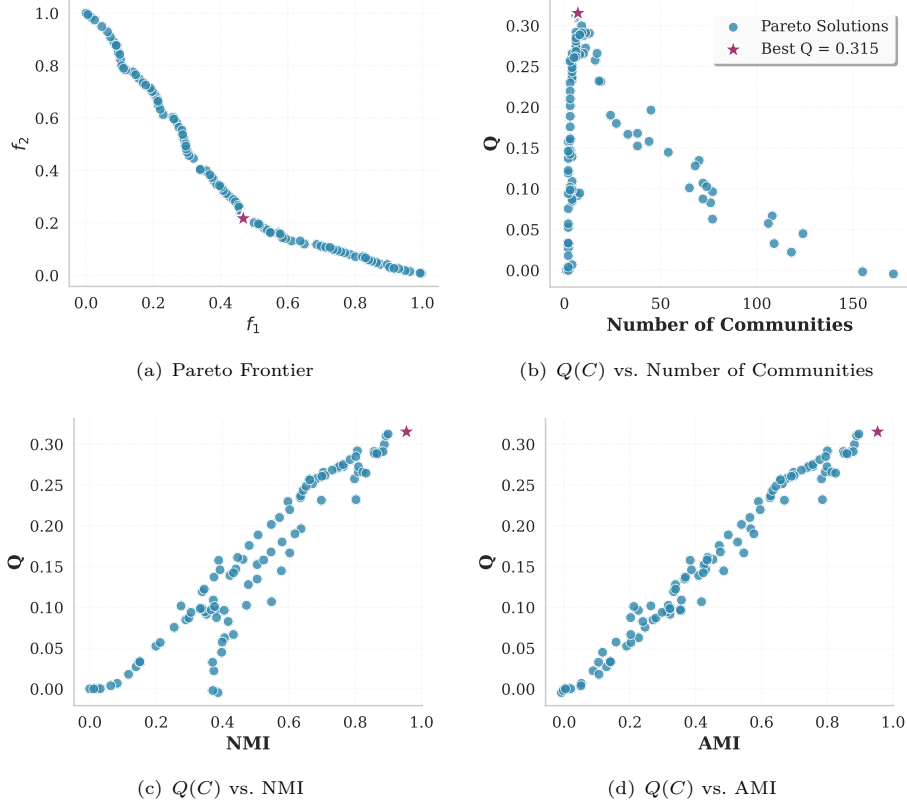 1.0
0.8
0.6
0.4
0.2
0.0
f2
0.0 0.2 0.4 0.6 0.8 1.0
f1
(a) Pareto Frontier
0.30
0.25
0.20
0.15
0.10
0.05
0.00
Q
Pareto Solutions
Best Q = 0.315
0 50 100 150
Number of Communities
(b) Q(C) vs. Number of Communities
0.30
0.25
0.20
0.15
0.10
0.05
0.00
Q
0.0 0.2 0.4 0.6 0.8 1.0
NMI
(c) Q(C) vs. NMI
0.30
0.25
0.20
0.15
0.10
0.05
0.00
Q
0.0 0.2 0.4 0.6 0.8 1.0
AMI
(d) Q(C) vs. AMI